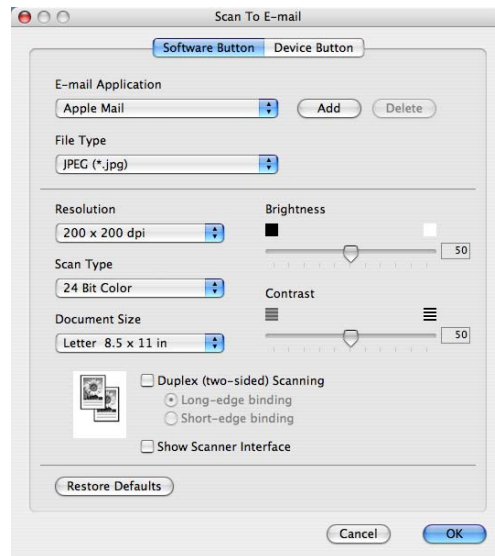 Scan To E-mail
Software Button Device Button
E-mail Application
Apple Mail Add Delete
File Type
JPEG (*.jpg)
Resolution Brightness
200 x 200 dpi 50
Scan Type
24 Bit Color Contrast
Document Size
Letter 8.5 x 11 in 50
Duplex (two-sided) Scanning
Long-edge binding
Short-edge binding
Show Scanner Interface
Restore Defaults
Cancel OK